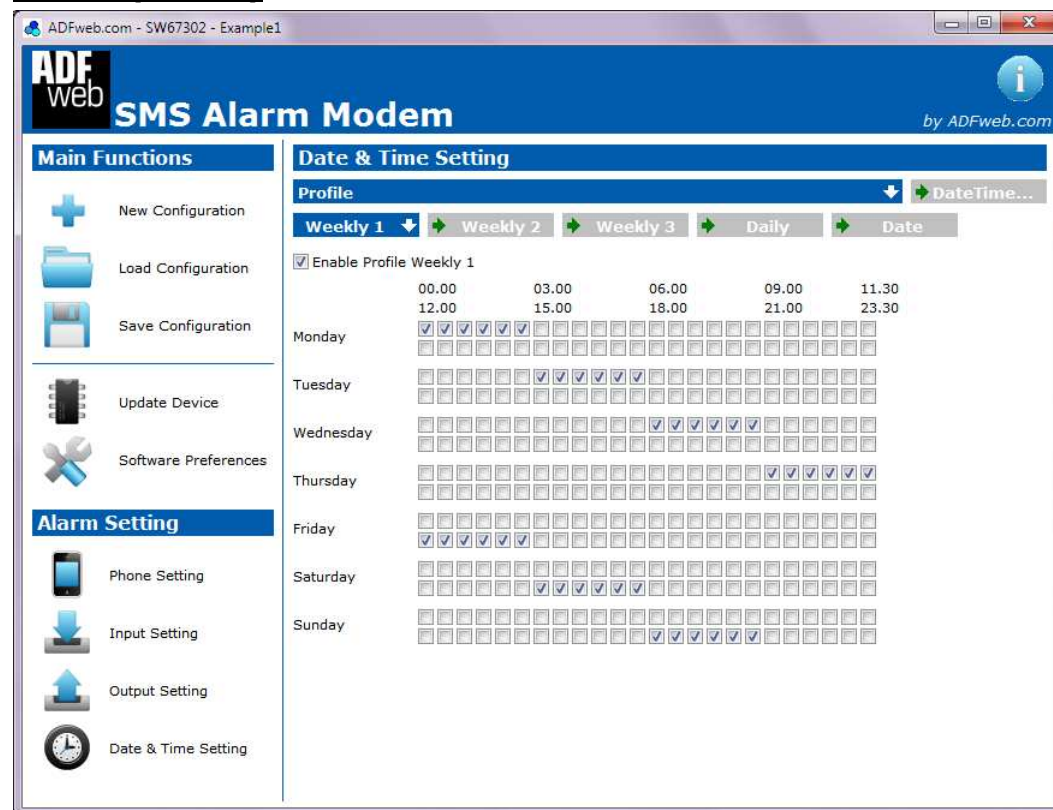 ADFweb.com - SW67302 - Example1
ADF
web
SMS Alarm Modem
i
by ADFweb.com
Main Functions
New Configuration
Load Configuration
Save Configuration
Update Device
Software Preferences
Alarm Setting
Phone Setting
Input Setting
Output Setting
Date & Time Setting
Date & Time Setting
Profile
DateTime...
Weekly 1
Weekly 2
Weekly 3
Daily
Date
Enable Profile Weekly 1
00.00 03.00 06.00 09.00 11.30
12.00 15.00 18.00 21.00 23.30
Monday
Tuesday
Wednesday
Thursday
Friday
Saturday
Sunday